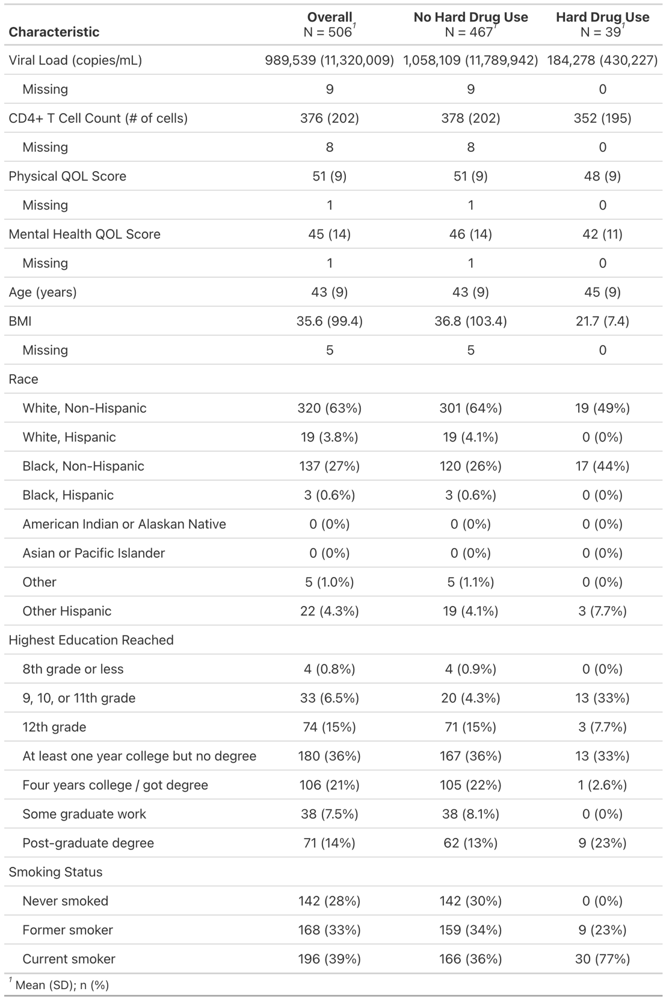 Characteristic Overall N = 506¹ No Hard Drug Use N = 467¹ Hard Drug Use N = 39¹
Viral Load (copies/mL) 989,539 (11,320,009) 1,058,109 (11,789,942) 184,278 (430,227)
Missing 9 9 0
CD4+ T Cell Count (# of cells) 376 (202) 378 (202) 352 (195)
Missing 8 8 0
Physical QOL Score 51 (9) 51 (9) 48 (9)
Missing 1 1 0
Mental Health QOL Score 45 (14) 46 (14) 42 (11)
Missing 1 1 0
Age (years) 43 (9) 43 (9) 45 (9)
BMI 35.6 (99.4) 36.8 (103.4) 21.7 (7.4)
Missing 5 5 0
Race
White, Non-Hispanic 320 (63%) 301 (64%) 19 (49%)
White, Hispanic 19 (3.8%) 19 (4.1%) 0 (0%)
Black, Non-Hispanic 137 (27%) 120 (26%) 17 (44%)
Black, Hispanic 3 (0.6%) 3 (0.6%) 0 (0%)
American Indian or Alaskan Native 0 (0%) 0 (0%) 0 (0%)
Asian or Pacific Islander 0 (0%) 0 (0%) 0 (0%)
Other 5 (1.0%) 5 (1.1%) 0 (0%)
Other Hispanic 22 (4.3%) 19 (4.1%) 3 (7.7%)
Highest Education Reached
8th grade or less 4 (0.8%) 4 (0.9%) 0 (0%)
9, 10, or 11th grade 33 (6.5%) 20 (4.3%) 13 (33%)
12th grade 74 (15%) 71 (15%) 3 (7.7%)
At least one year college but no degree 180 (36%) 167 (36%) 13 (33%)
Four years college / got degree 106 (21%) 105 (22%) 1 (2.6%)
Some graduate work 38 (7.5%) 38 (8.1%) 0 (0%)
Post-graduate degree 71 (14%) 62 (13%) 9 (23%)
Smoking Status
Never smoked 142 (28%) 142 (30%) 0 (0%)
Former smoker 168 (33%) 159 (34%) 9 (23%)
Current smoker 196 (39%) 166 (36%) 30 (77%)
¹ Mean (SD); n (%)